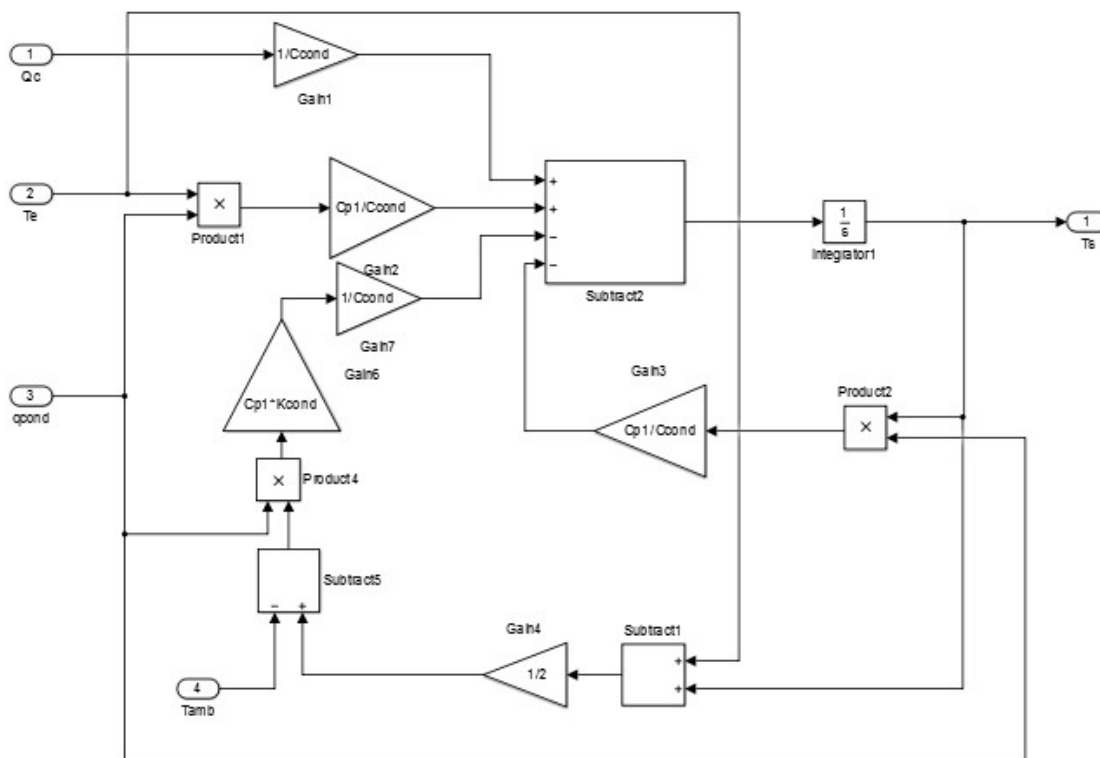 1
Qc
1/Ccond
Gain1
2
Te
×
Product1
Cp1/Ccond
Gain2
+
+
−
−
Subtract2
1
s
Integrator1
1
Ts
1/Ccond
Gain7
Gain6
Cp1*Kcond
3
qpond
Gain3
Cp1/Ccond
Product2
×
×
Product4
Subtract5
− +
Gain4
1/2
Subtract1
+
+
4
Tamb